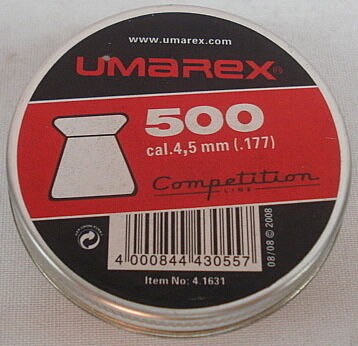 www.umarex.com
UMAREX®
500
cal.4,5 mm (.177)
Competition
LINE
4 000844 430557
08/08 © 2008
Item No: 4.1631